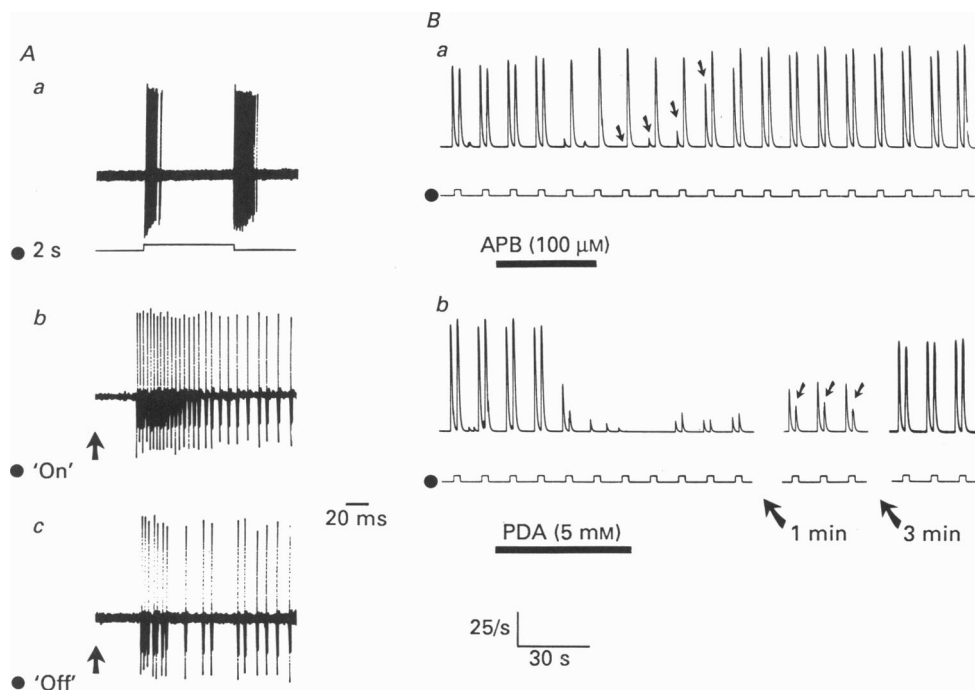 A
a
2 s
b
'On'
20 ms
c
'Off'
B
a
APB (100 μM)
b
PDA (5 mM)
1 min
3 min
25/s
30 s